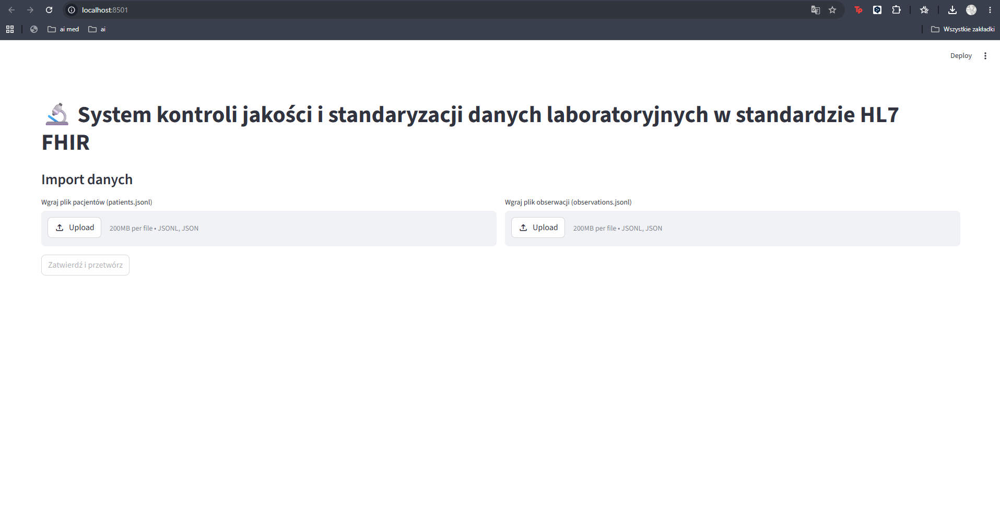 localhost:8501
Tp
ai med
ai
Wszystkie zakładki
Deploy
System kontroli jakości i standaryzacji danych laboratoryjnych w standardzie HL7
FHIR
Import danych
Wgraj plik pacjentów (patients.jsonl)
Wgraj plik obserwacji (observations.jsonl)
Upload
200MB per file • JSONL, JSON
Upload
200MB per file • JSONL, JSON
Zatwierdź i przetwórz